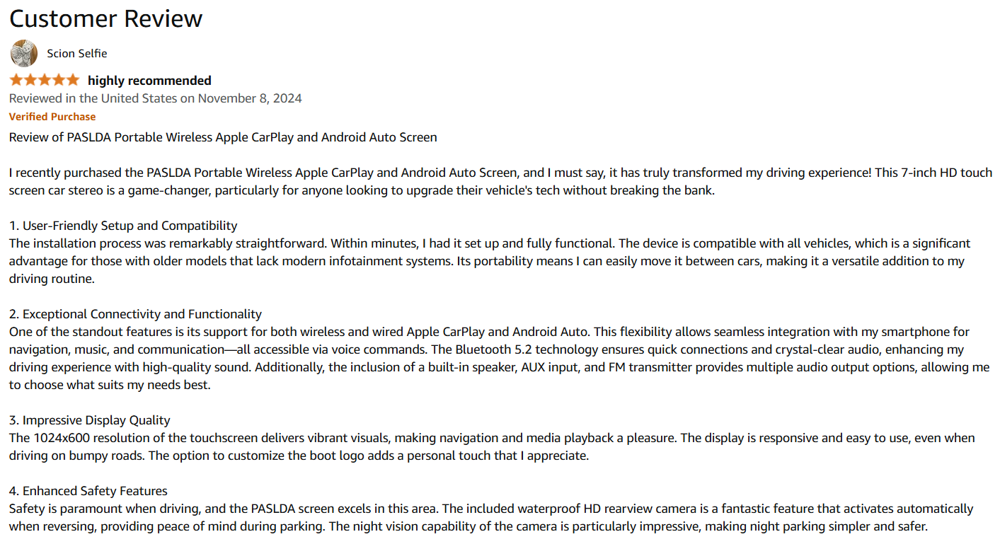 Customer Review
Scion Selfie
highly recommended
Reviewed in the United States on November 8, 2024
Verified Purchase
Review of PASLDA Portable Wireless Apple CarPlay and Android Auto Screen
I recently purchased the PASLDA Portable Wireless Apple CarPlay and Android Auto Screen, and I must say, it has truly transformed my driving experience! This 7-inch HD touch
screen car stereo is a game-changer, particularly for anyone looking to upgrade their vehicle's tech without breaking the bank.
1. User-Friendly Setup and Compatibility
The installation process was remarkably straightforward. Within minutes, I had it set up and fully functional. The device is compatible with all vehicles, which is a significant
advantage for those with older models that lack modern infotainment systems. Its portability means I can easily move it between cars, making it a versatile addition to my
driving routine.
2. Exceptional Connectivity and Functionality
One of the standout features is its support for both wireless and wired Apple CarPlay and Android Auto. This flexibility allows seamless integration with my smartphone for
navigation, music, and communication—all accessible via voice commands. The Bluetooth 5.2 technology ensures quick connections and crystal-clear audio, enhancing my
driving experience with high-quality sound. Additionally, the inclusion of a built-in speaker, AUX input, and FM transmitter provides multiple audio output options, allowing me
to choose what suits my needs best.
3. Impressive Display Quality
The 1024x600 resolution of the touchscreen delivers vibrant visuals, making navigation and media playback a pleasure. The display is responsive and easy to use, even when
driving on bumpy roads. The option to customize the boot logo adds a personal touch that I appreciate.
4. Enhanced Safety Features
Safety is paramount when driving, and the PASLDA screen excels in this area. The included waterproof HD rearview camera is a fantastic feature that activates automatically
when reversing, providing peace of mind during parking. The night vision capability of the camera is particularly impressive, making night parking simpler and safer.